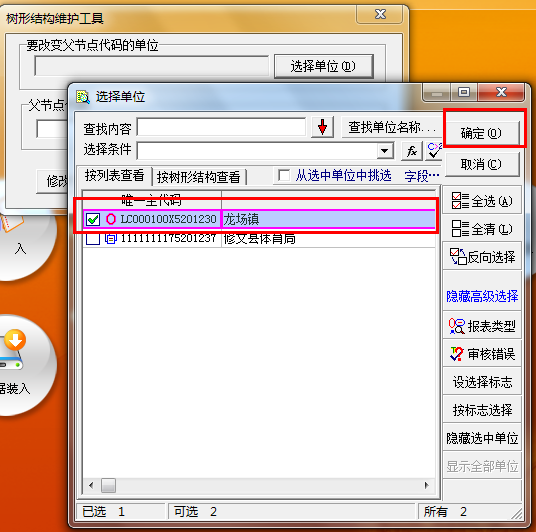 树形结构维护工具
要改变父节点代码的单位
选择单位(D)
父节点
修改
选择单位
查找内容
查找单位名称...
确定(O)
选择条件
fx
取消(C)
按列表查看
按树形结构查看
从选中单位中挑选
字段...
唯一主代码
全选(A)
LC000100X5201230 龙场镇
全清(L)
1111111175201237 修文县体育局
反向选择
入
隐藏高级选择
报表类型
审核错误
据装入
设选择标志
按标志选择
隐藏选中单位
显示全部单位
已选 1
可选 2
所有 2